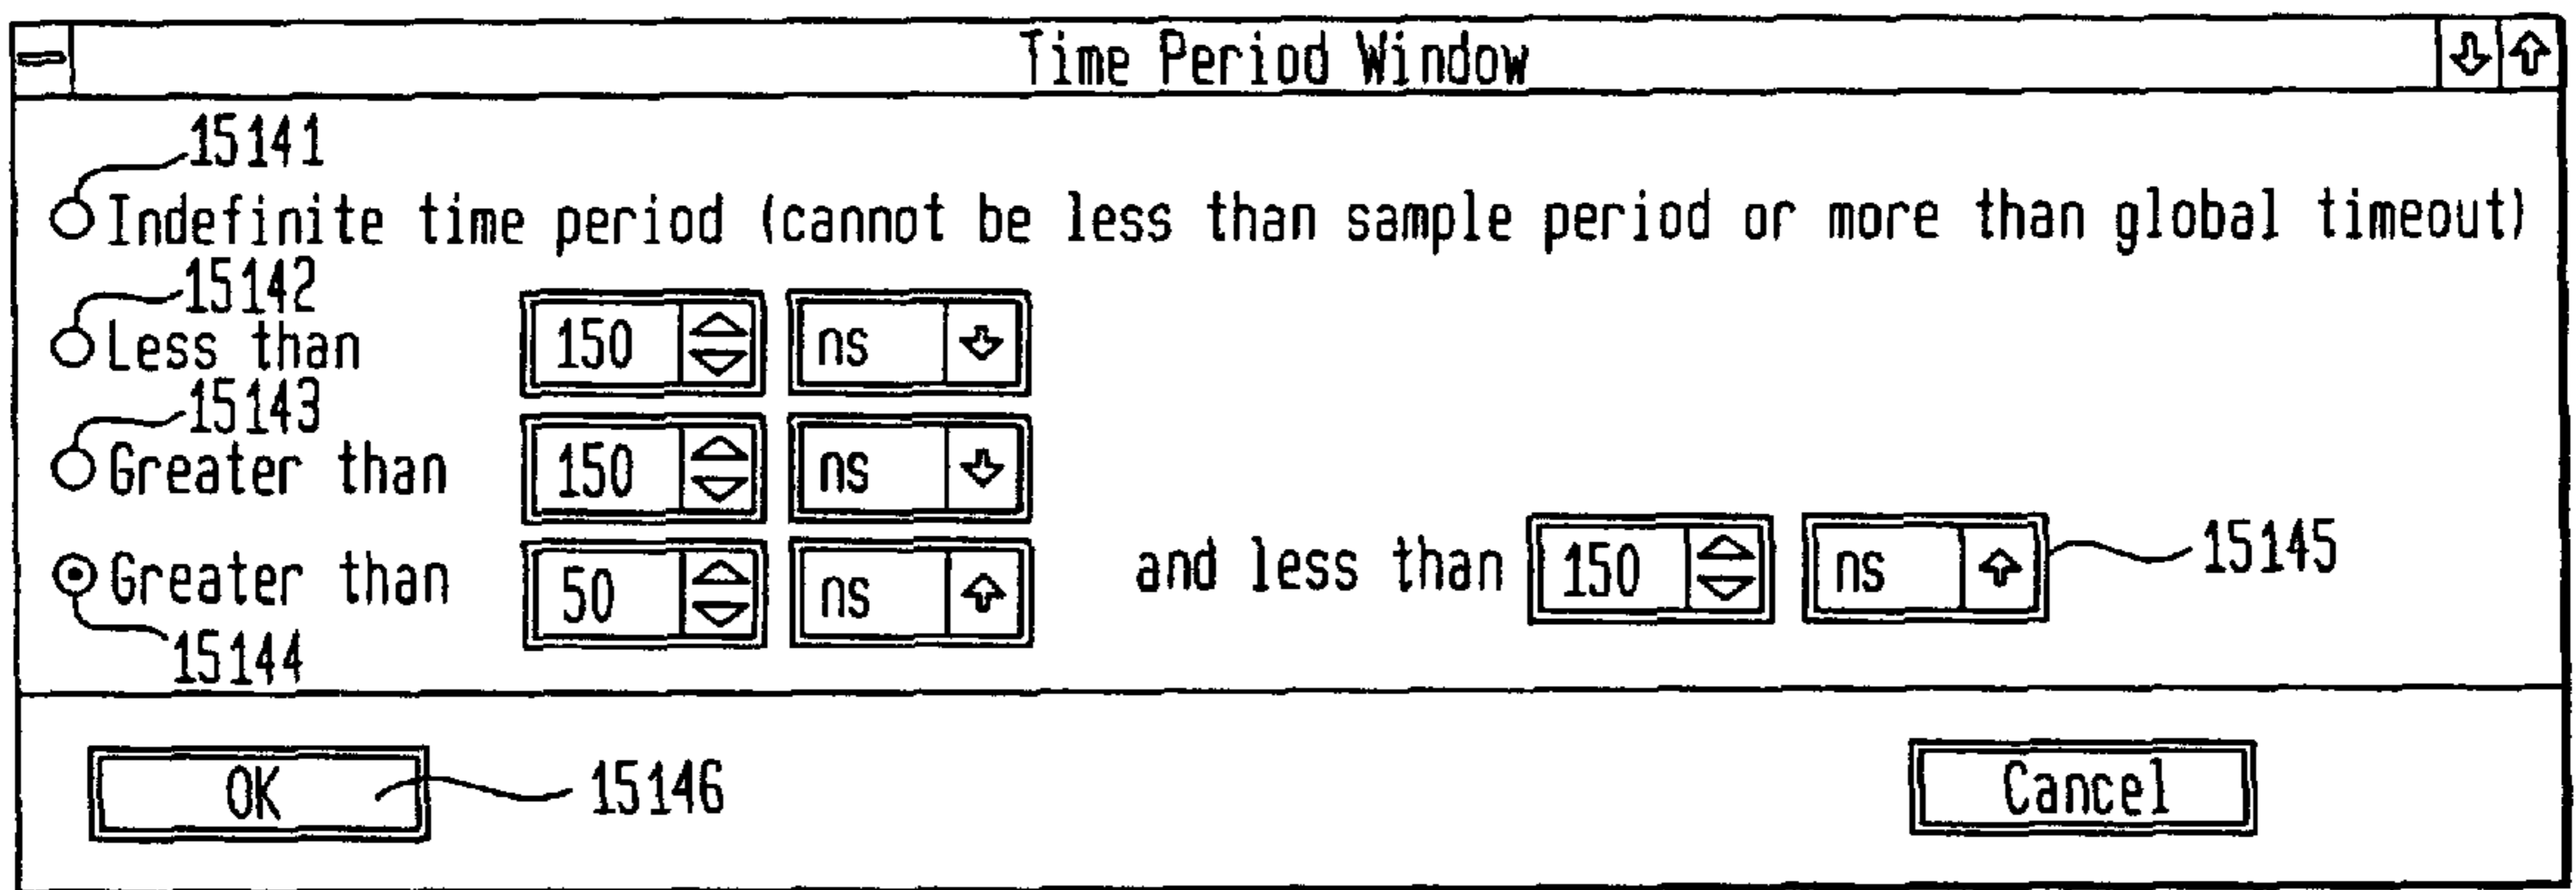 Time Period Window
15141
Indefinite time period (cannot be less than sample period or more than global timeout)
15142
Less than 150 ns
15143
Greater than 150 ns
Greater than 50 ns and less than 150 ns 15145
15144
OK 15146 Cancel